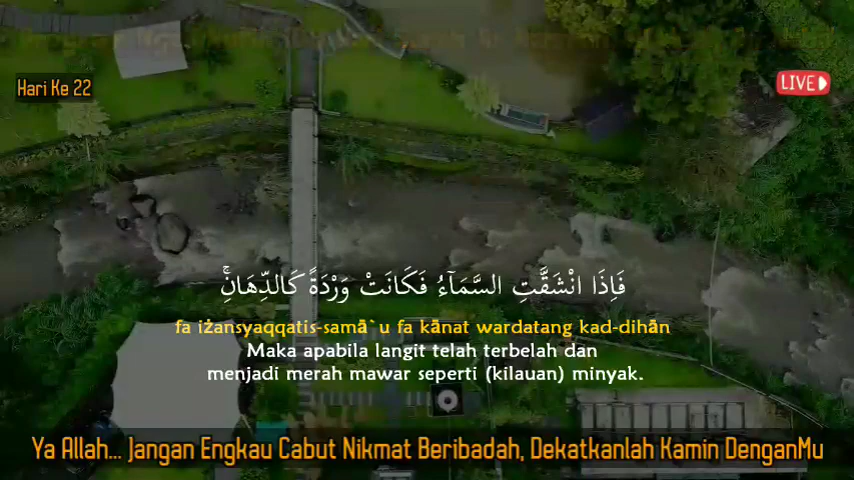 Hari Ke 22
LIVE
فَاِذَا انْشَقَّتِ السَّمَاۤءُ فَكَانَتْ وَرْدَةً كَالدِّهَانِۚ
fa iżansyaqqatis-samā`u fa kānat wardatang kad-dihān
Maka apabila langit telah terbelah dan
menjadi merah mawar seperti (kilauan) minyak.
Ya Allah... Jangan Engkau Cabut Nikmat Beribadah, Dekatkanlah Kamin DenganMu